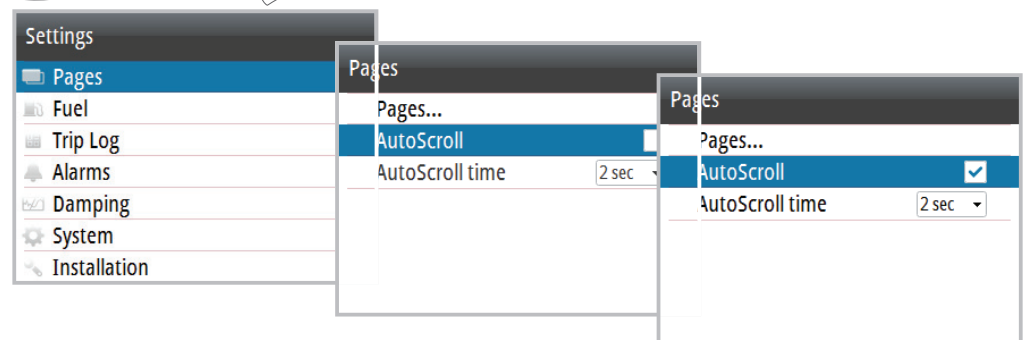 Settings
Pages
Fuel
Trip Log
Alarms
Damping
System
Installation
Pages
Pages...
AutoScroll
AutoScroll time 2 sec
Pages
Pages...
AutoScroll
AutoScroll time 2 sec